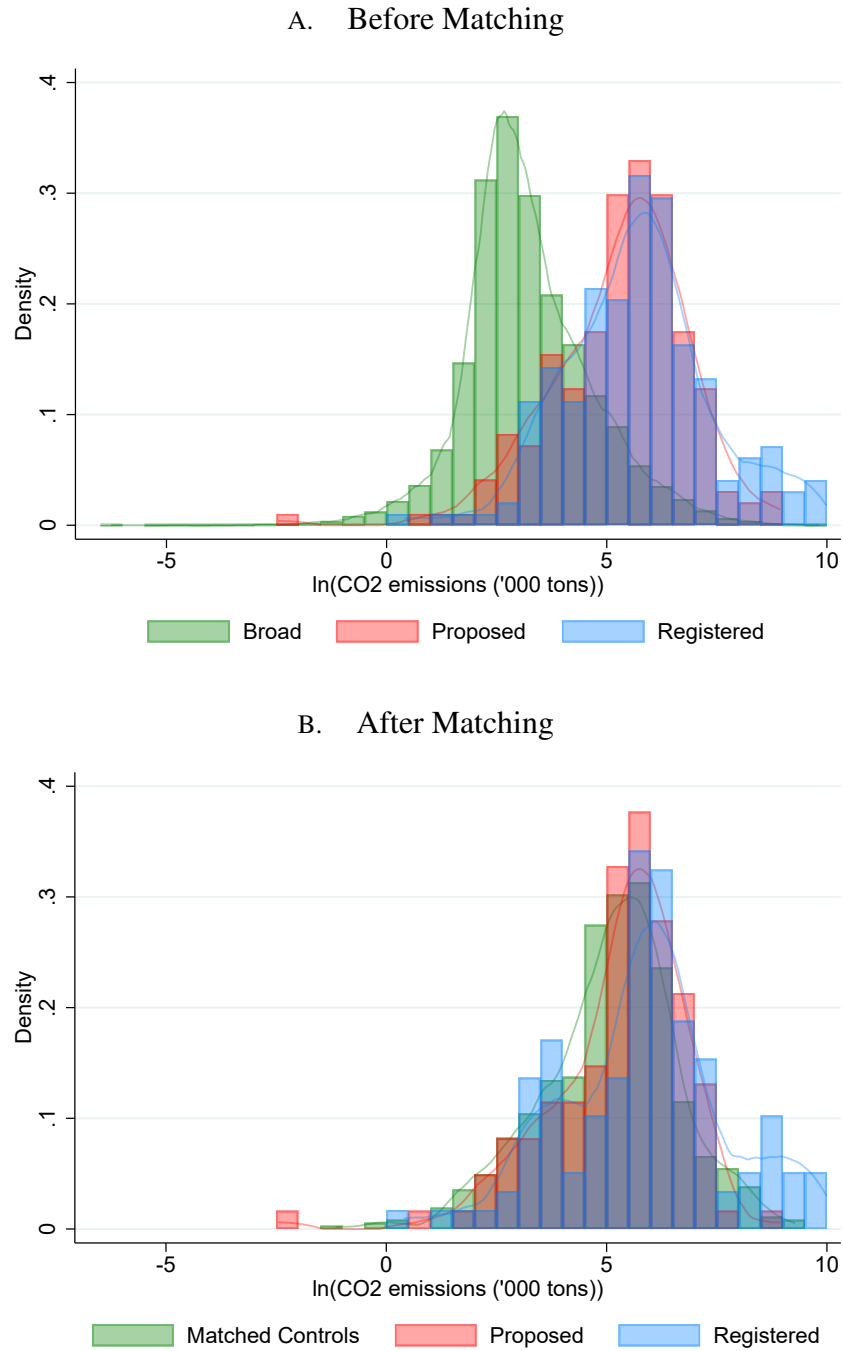 A. Before Matching
.4
.3
.2
.1
0
Density
-5 0 5 10
ln(CO2 emissions ('000 tons))
Broad Proposed Registered
B. After Matching
.4
.3
.2
.1
0
Density
-5 0 5 10
ln(CO2 emissions ('000 tons))
Matched Controls Proposed Registered